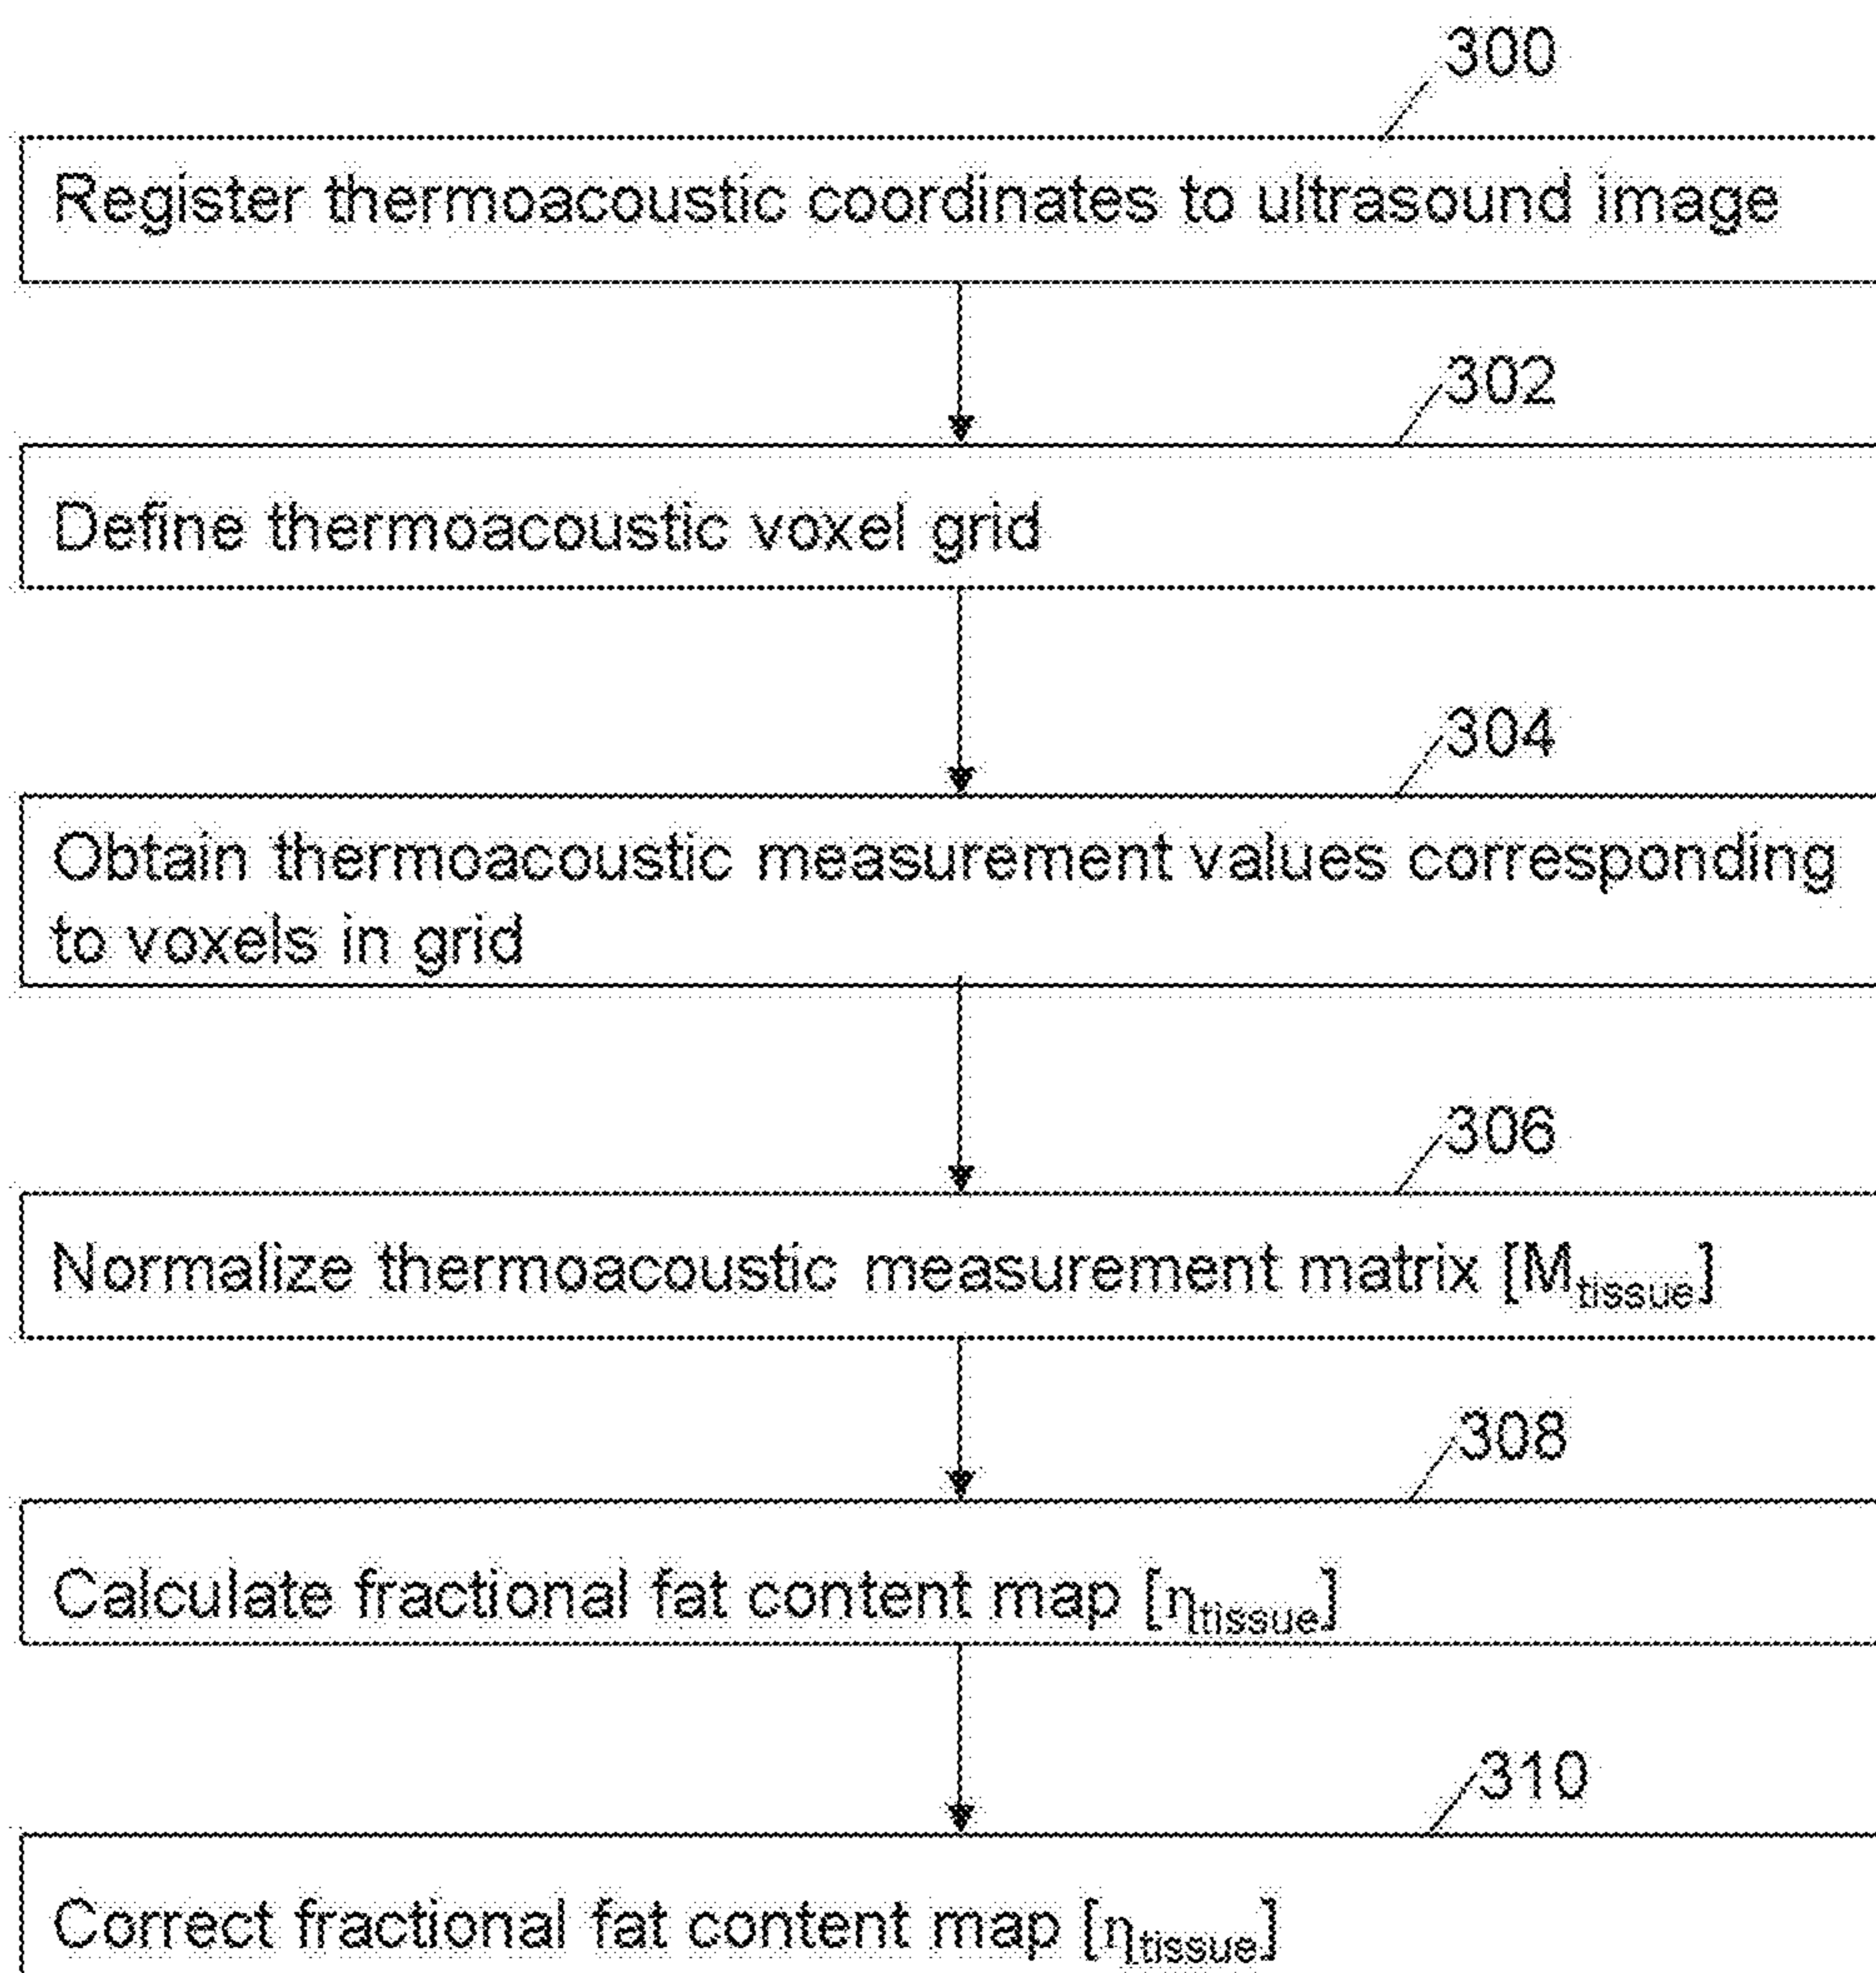 300
Register thermoacoustic coordinates to ultrasound image
302
Define thermoacoustic voxel grid
304
Obtain thermoacoustic measurement values corresponding
to voxels in grid
306
Normalize thermoacoustic measurement matrix [Mtissue]
308
Calculate fractional fat content map [ηtissue]
310
Correct fractional fat content map [ηtissue]